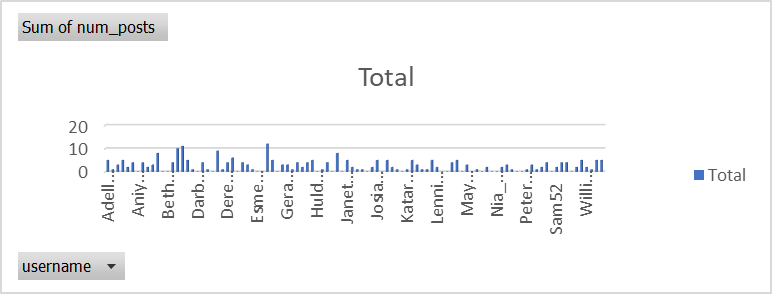 Sum of num_posts
Total
20
10
0
Adell...
Aniy...
Beth...
Darb...
Dere...
Esme...
Gera...
Huld...
Janet...
Josia...
Katar...
Lenni...
May...
Nia_...
Peter...
Sam52
Willi...
Total
username